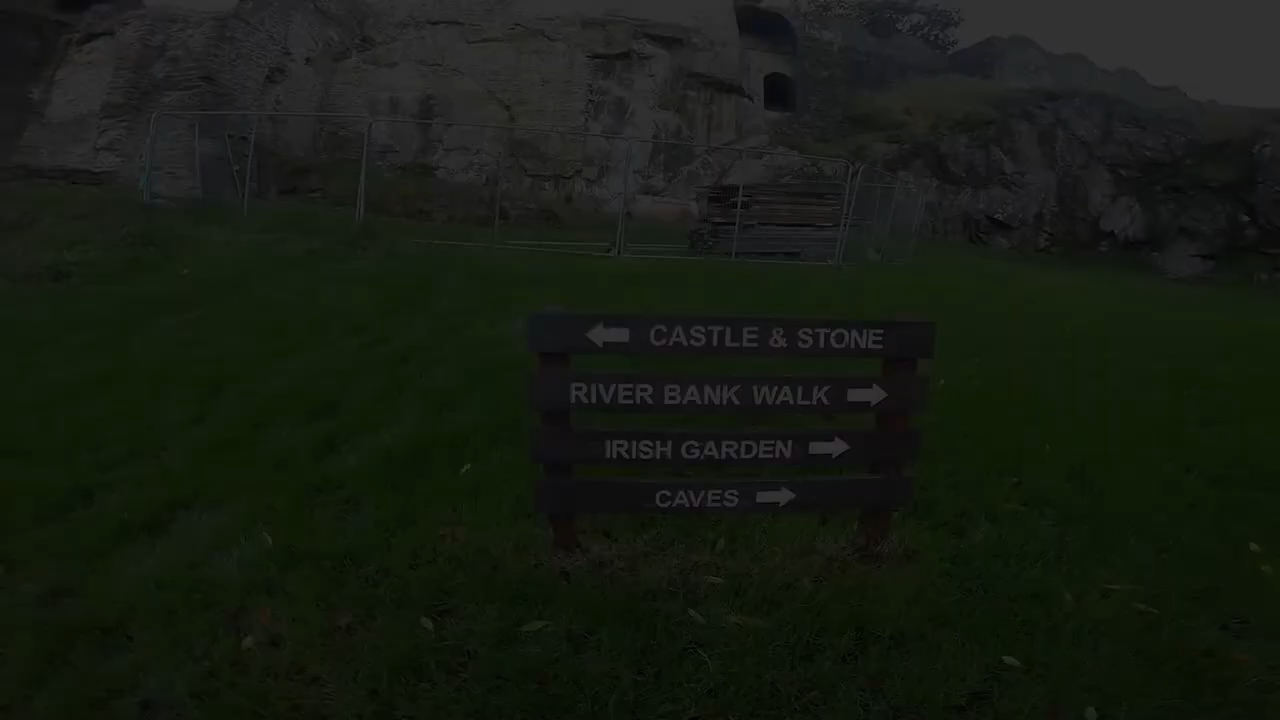 ← CASTLE & STONE
RIVER BANK WALK →
IRISH GARDEN →
CAVES →